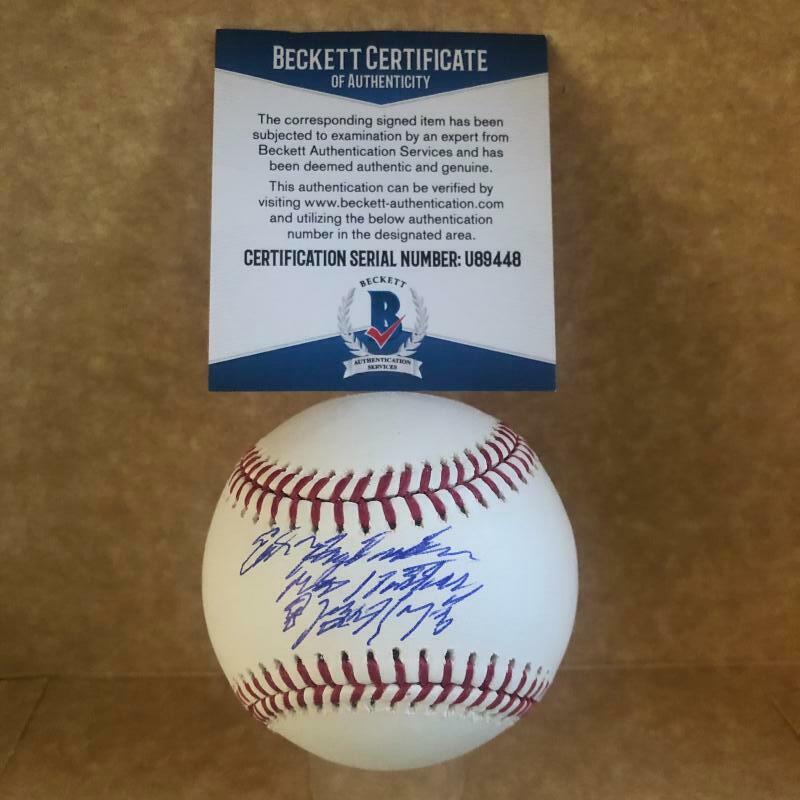 BECKETT CERTIFICATE
OF AUTHENTICITY
The corresponding signed item has been
subjected to examination by an expert from
Beckett Authentication Services and has
been deemed authentic and genuine.
This authentication can be verified by
visiting www.beckett-authentication.com
and utilizing the below authentication
number in the designated area.
CERTIFICATION SERIAL NUMBER: U89448
BECKETT
B
AUTHENTICATION
SERVICES